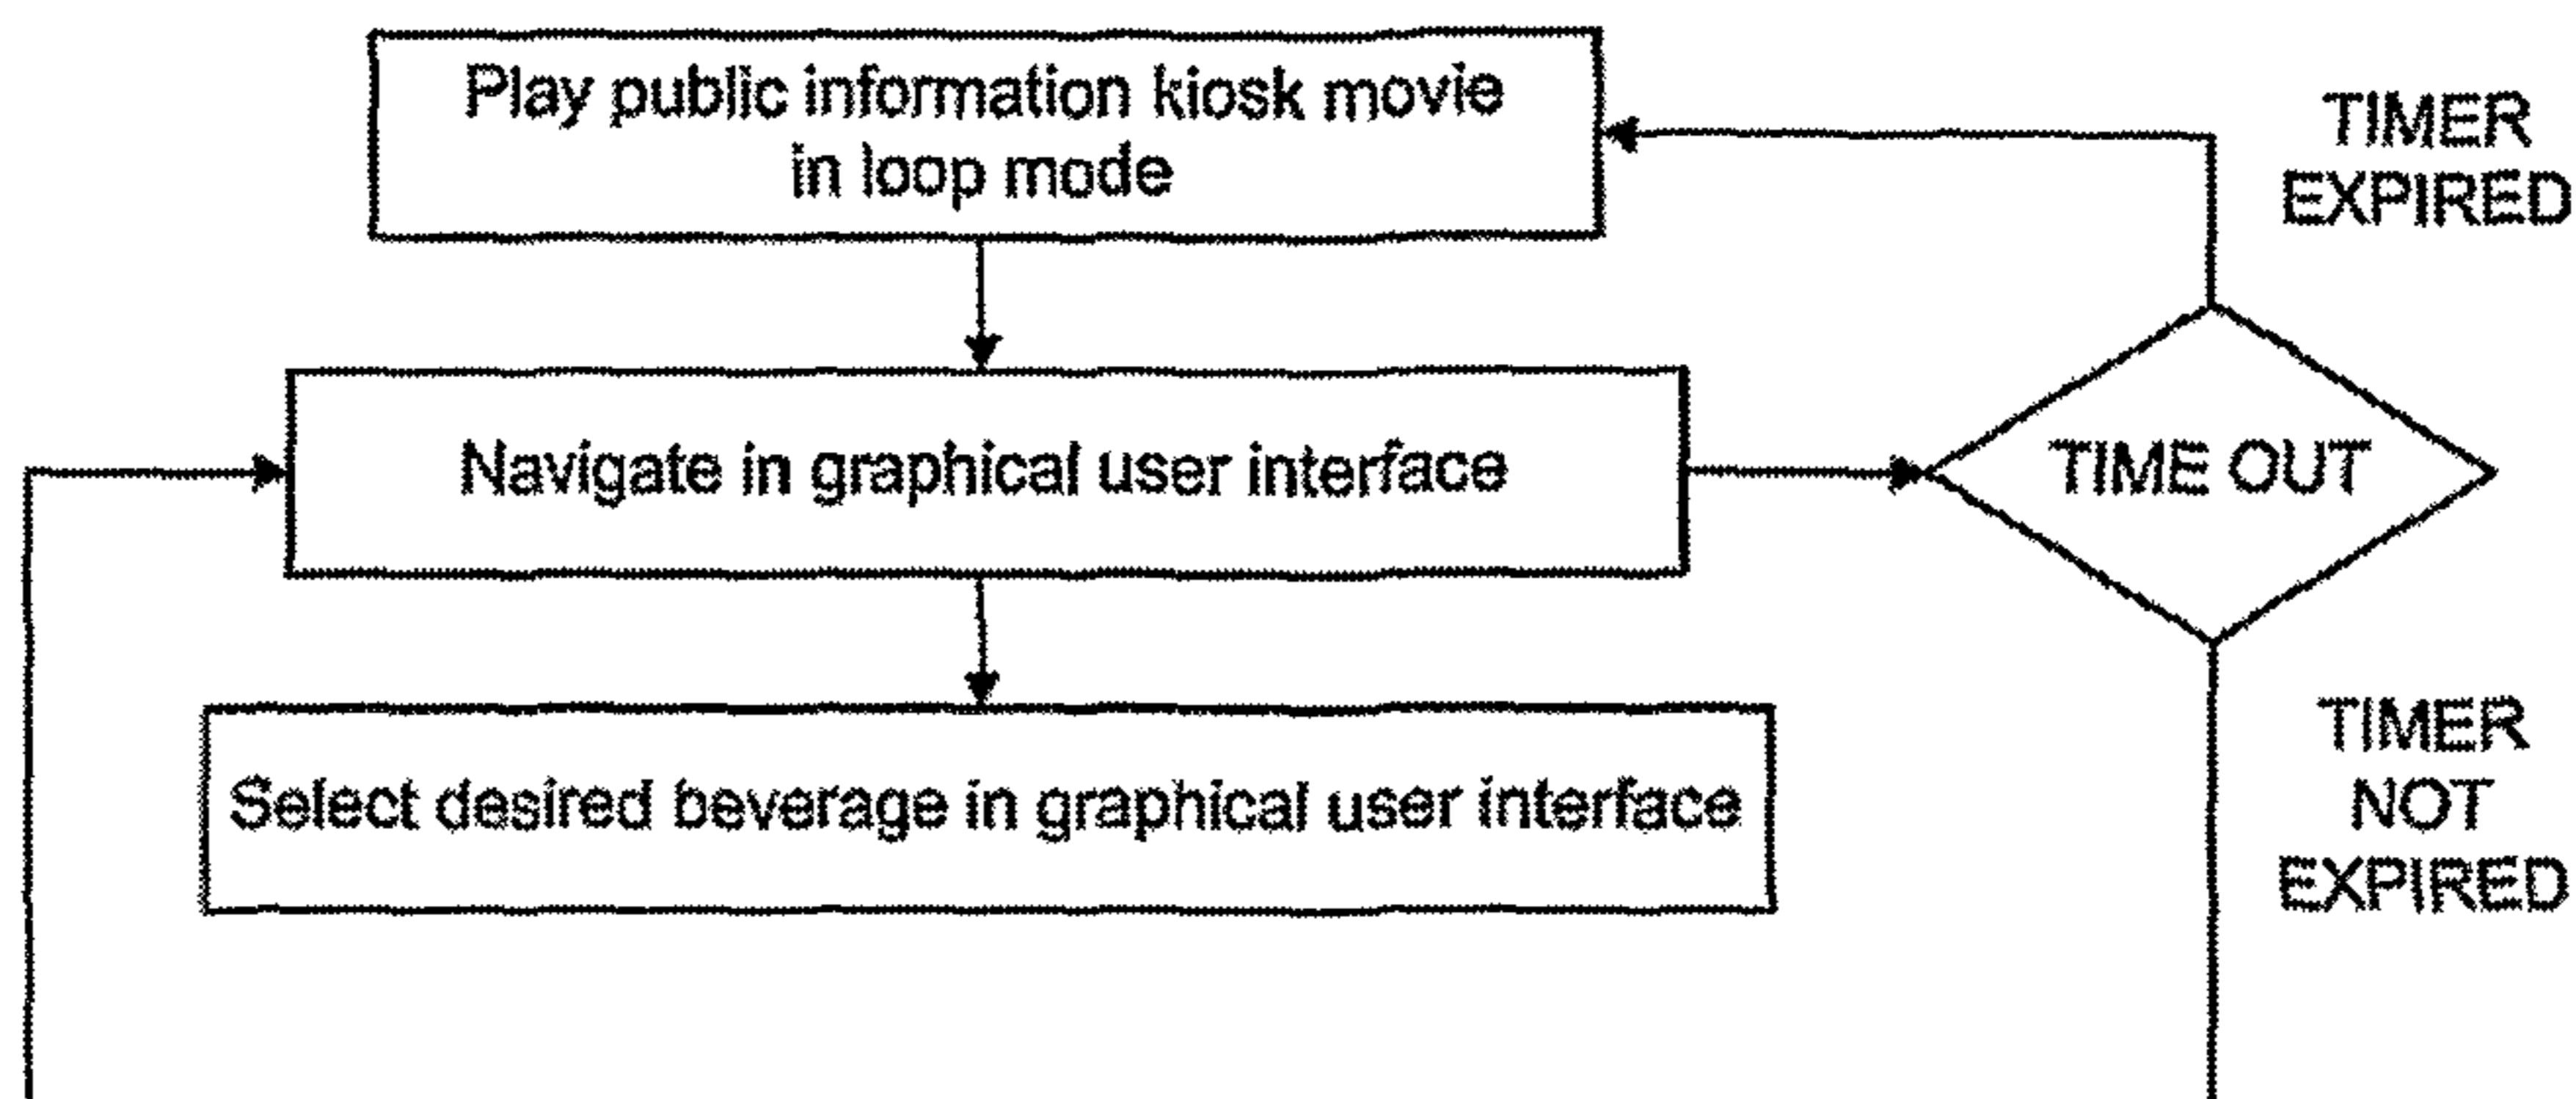 Play public information kiosk movie
in loop mode
TIMER
EXPIRED
Navigate in graphical user interface
TIME OUT
Select desired beverage in graphical user interface
TIMER
NOT
EXPIRED